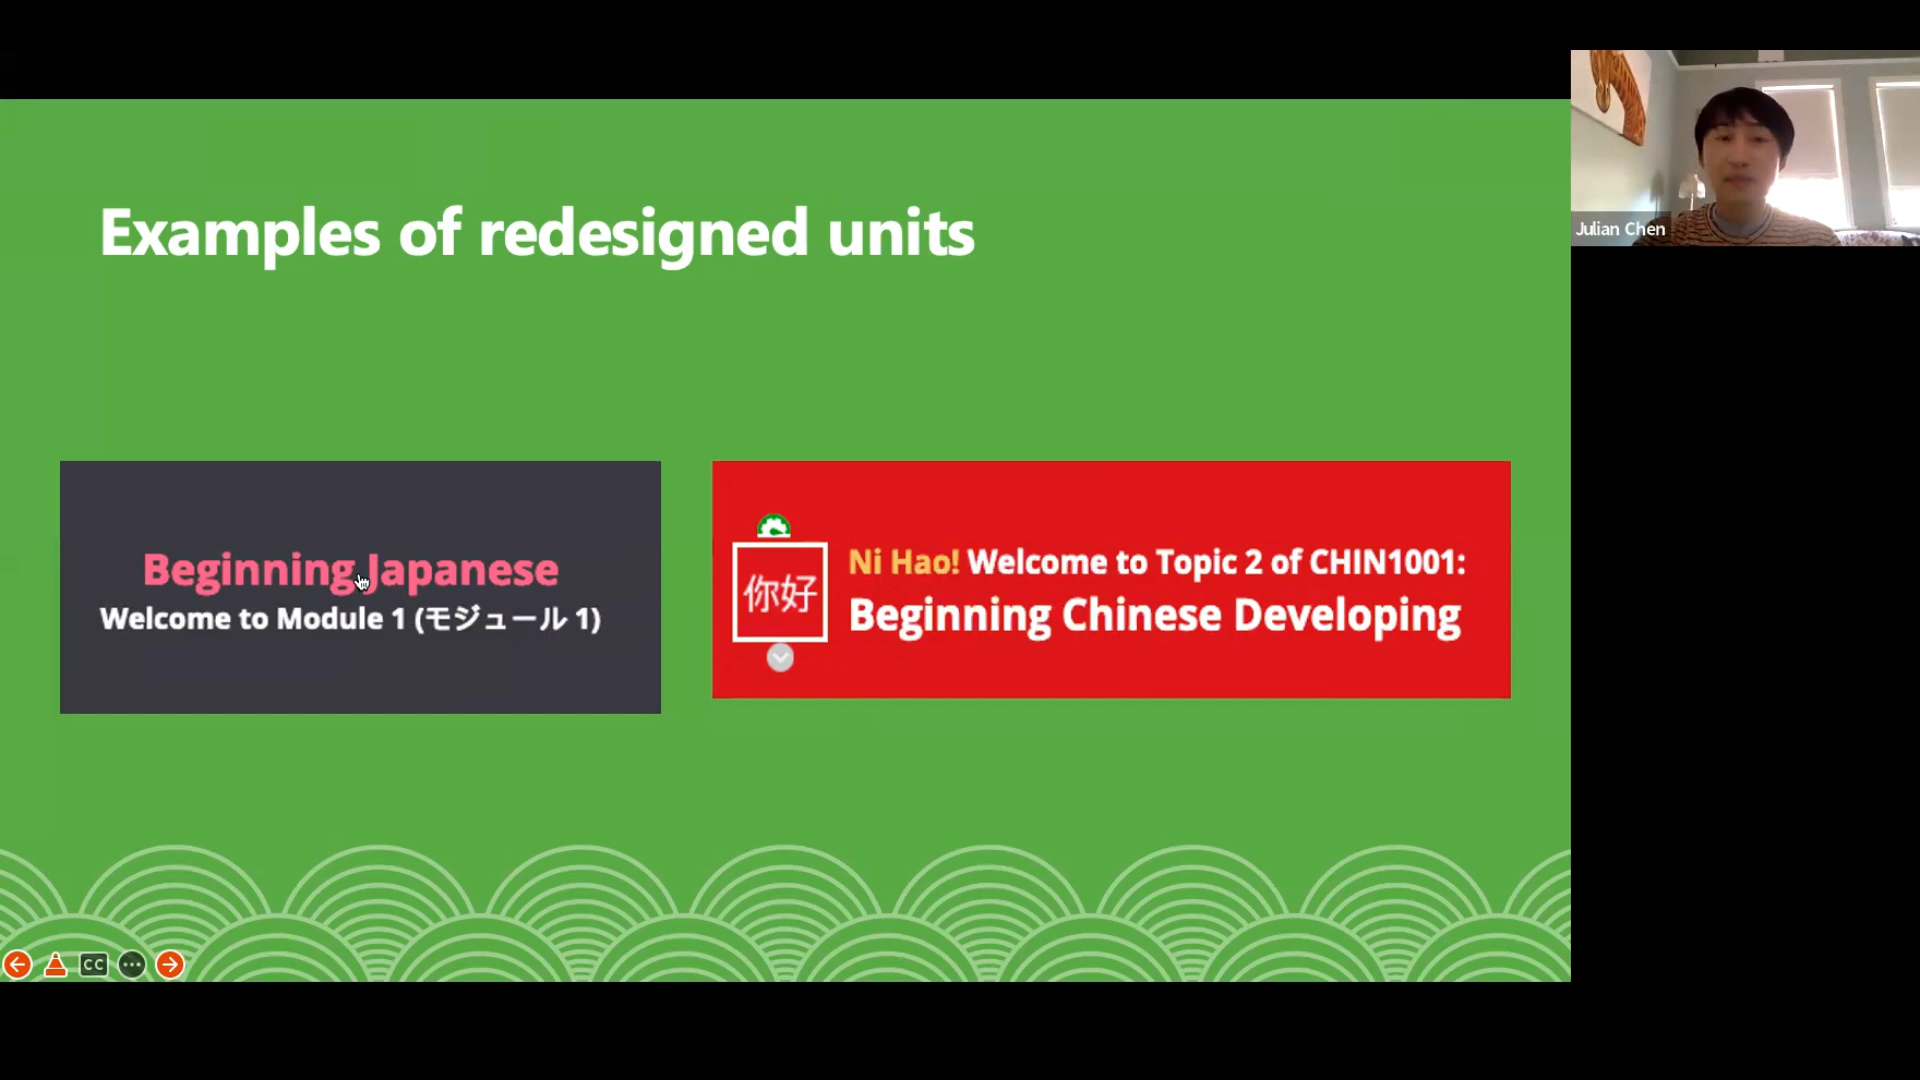 Examples of redesigned units
Beginning Japanese
Welcome to Module 1 (モジュール 1)
你好
Ni Hao! Welcome to Topic 2 of CHIN1001:
Beginning Chinese Developing
Julian Chen
CC